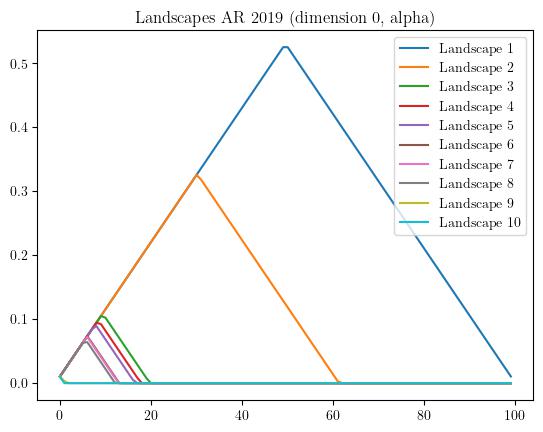 Landscapes AR 2019 (dimension 0, alpha)
Landscape 1
Landscape 2
Landscape 3
Landscape 4
Landscape 5
Landscape 6
Landscape 7
Landscape 8
Landscape 9
Landscape 10
0.5
0.4
0.3
0.2
0.1
0.0
0 20 40 60 80 100